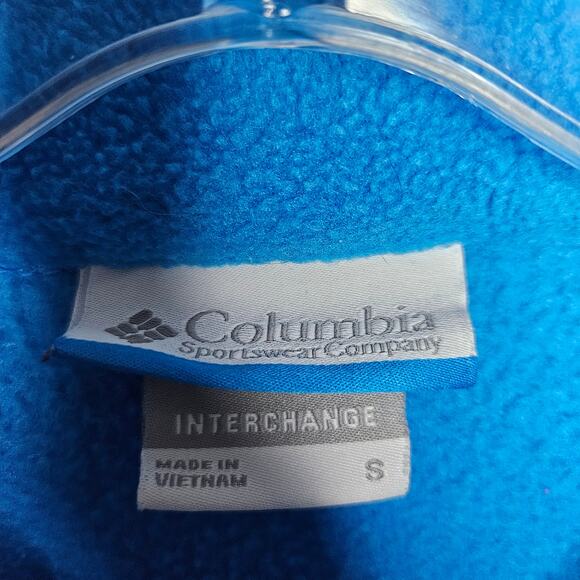 Columbia
Sportswear Company
INTERCHANGE
MADE IN
VIETNAM
S